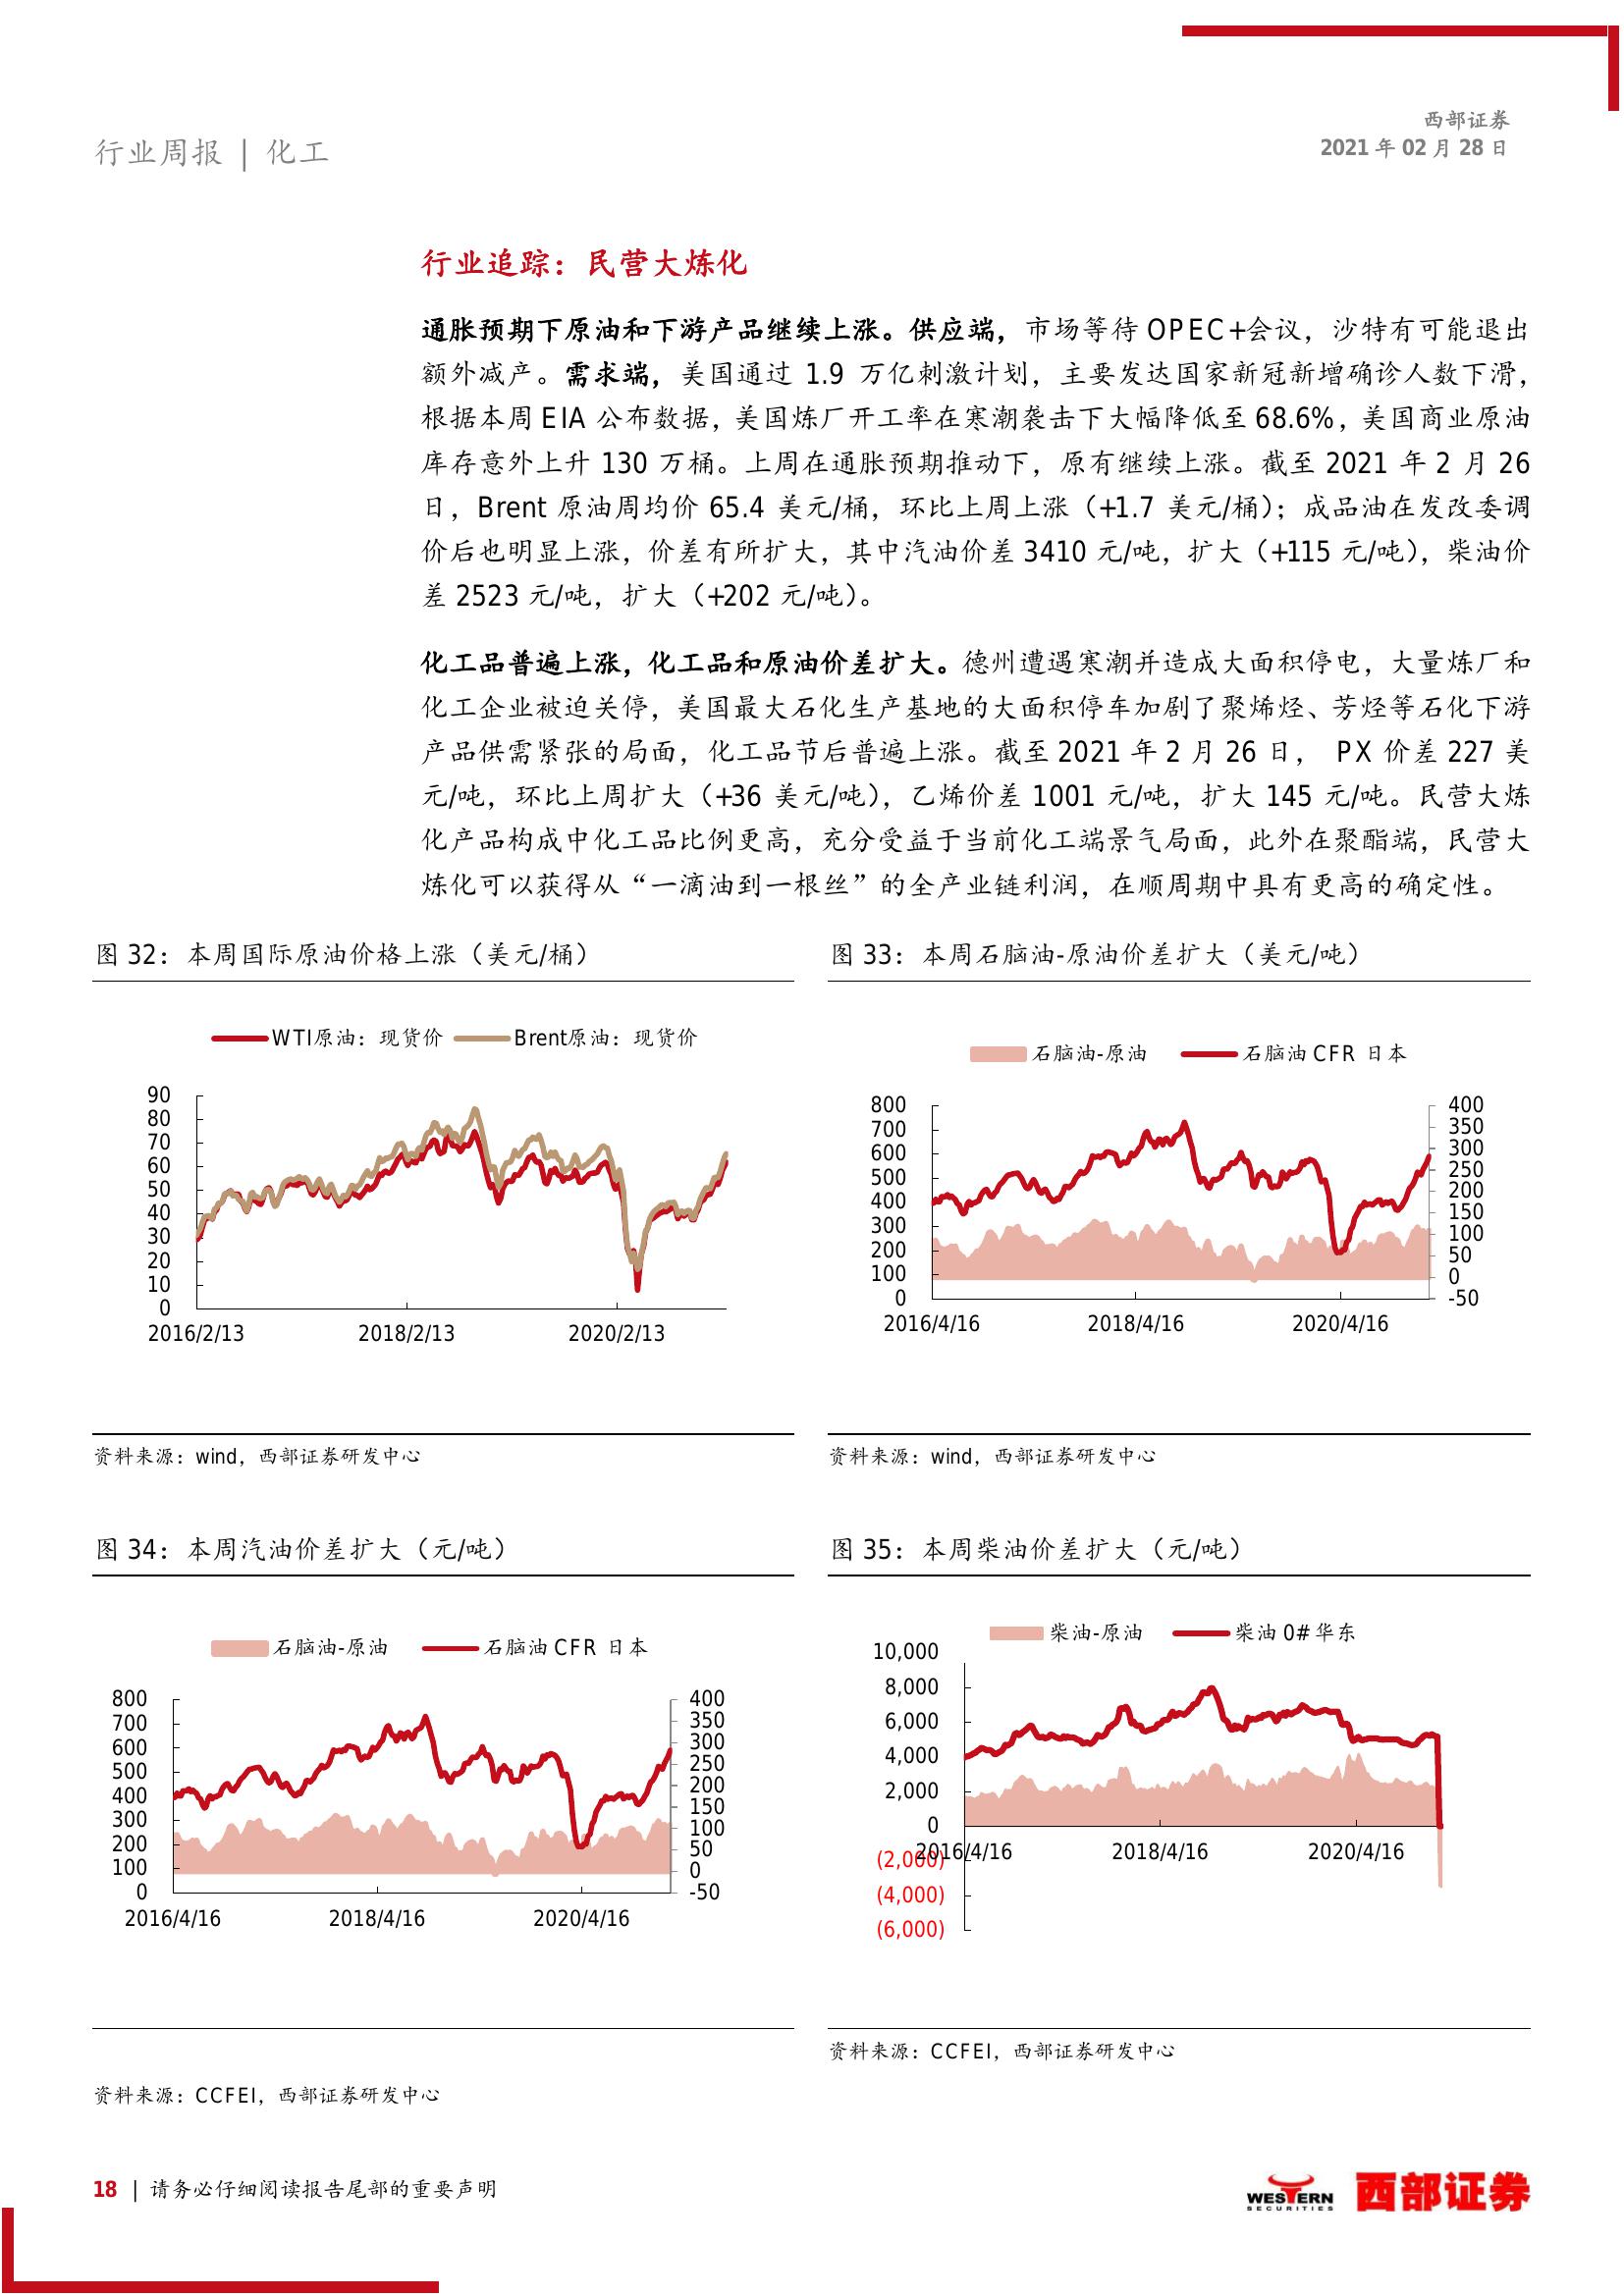 行业周报 | 化工
西部证券
2021 年 02 月 28 日
行业追踪：民营大炼化
通胀预期下原油和下游产品继续上涨。供应端，市场等待 OPEC+会议，沙特有可能退出
额外减产。需求端，美国通过 1.9 万亿刺激计划，主要发达国家新冠新增确诊人数下滑，
根据本周 EIA 公布数据，美国炼厂开工率在寒潮袭击下大幅降低至 68.6%，美国商业原油
库存意外上升 130 万桶。上周在通胀预期推动下，原有继续上涨。截至 2021 年 2 月 26
日，Brent 原油周均价 65.4 美元/桶，环比上周上涨（+1.7 美元/桶）；成品油在发改委调
价后也明显上涨，价差有所扩大，其中汽油价差 3410 元/吨，扩大（+115 元/吨），柴油价
差 2523 元/吨，扩大（+202 元/吨）。
化工品普遍上涨，化工品和原油价差扩大。德州遭遇寒潮并造成大面积停电，大量炼厂和
化工企业被迫关停，美国最大石化生产基地的大面积停车加剧了聚烯烃、芳烃等石化下游
产品供需紧张的局面，化工品节后普遍上涨。截至 2021 年 2 月 26 日， PX 价差 227 美
元/吨，环比上周扩大（+36 美元/吨），乙烯价差 1001 元/吨，扩大 145 元/吨。民营大炼
化产品构成中化工品比例更高，充分受益于当前化工端景气局面，此外在聚酯端，民营大
炼化可以获得从“一滴油到一根丝”的全产业链利润，在顺周期中具有更高的确定性。
图 32：本周国际原油价格上涨（美元/桶）
WTI原油：现货价 Brent原油：现货价
90
80
70
60
50
40
30
20
10
0
2016/2/13 2018/2/13 2020/2/13
资料来源：wind，西部证券研发中心
图 33：本周石脑油-原油价差扩大（美元/吨）
石脑油-原油 石脑油 CFR 日本
800
700
600
500
400
300
200
100
0
400
350
300
250
200
150
100
50
0
-50
2016/4/16 2018/4/16 2020/4/16
资料来源：wind，西部证券研发中心
图 34：本周汽油价差扩大（元/吨）
石脑油-原油 石脑油 CFR 日本
800
700
600
500
400
300
200
100
0
400
350
300
250
200
150
100
50
0
-50
2016/4/16 2018/4/16 2020/4/16
资料来源：CCFEI，西部证券研发中心
图 35：本周柴油价差扩大（元/吨）
柴油-原油 柴油 0# 华东
10,000
8,000
6,000
4,000
2,000
0
(2,000)
(4,000)
(6,000)
2016/4/16 2018/4/16 2020/4/16
资料来源：CCFEI，西部证券研发中心
18 | 请务必仔细阅读报告尾部的重要声明
WESTERN
SECURITIES
西部证券